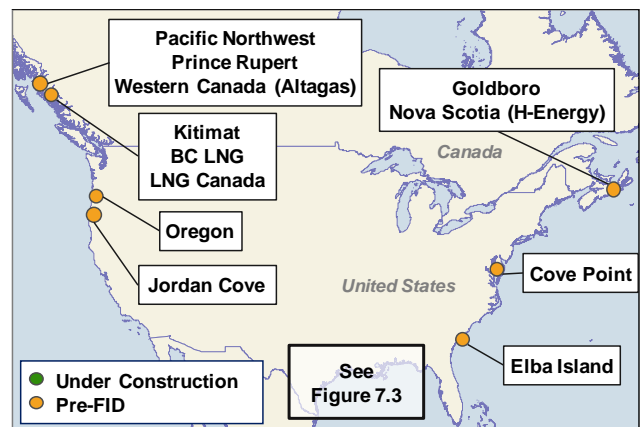 Pacific Northwest
Prince Rupert
Western Canada (Altagas)
Goldboro
Nova Scotia (H-Energy)
Kitimat
BC LNG
LNG Canada
Canada
Oregon
Jordan Cove
United States
Cove Point
See
Figure 7.3
Elba Island
Under Construction
Pre-FID